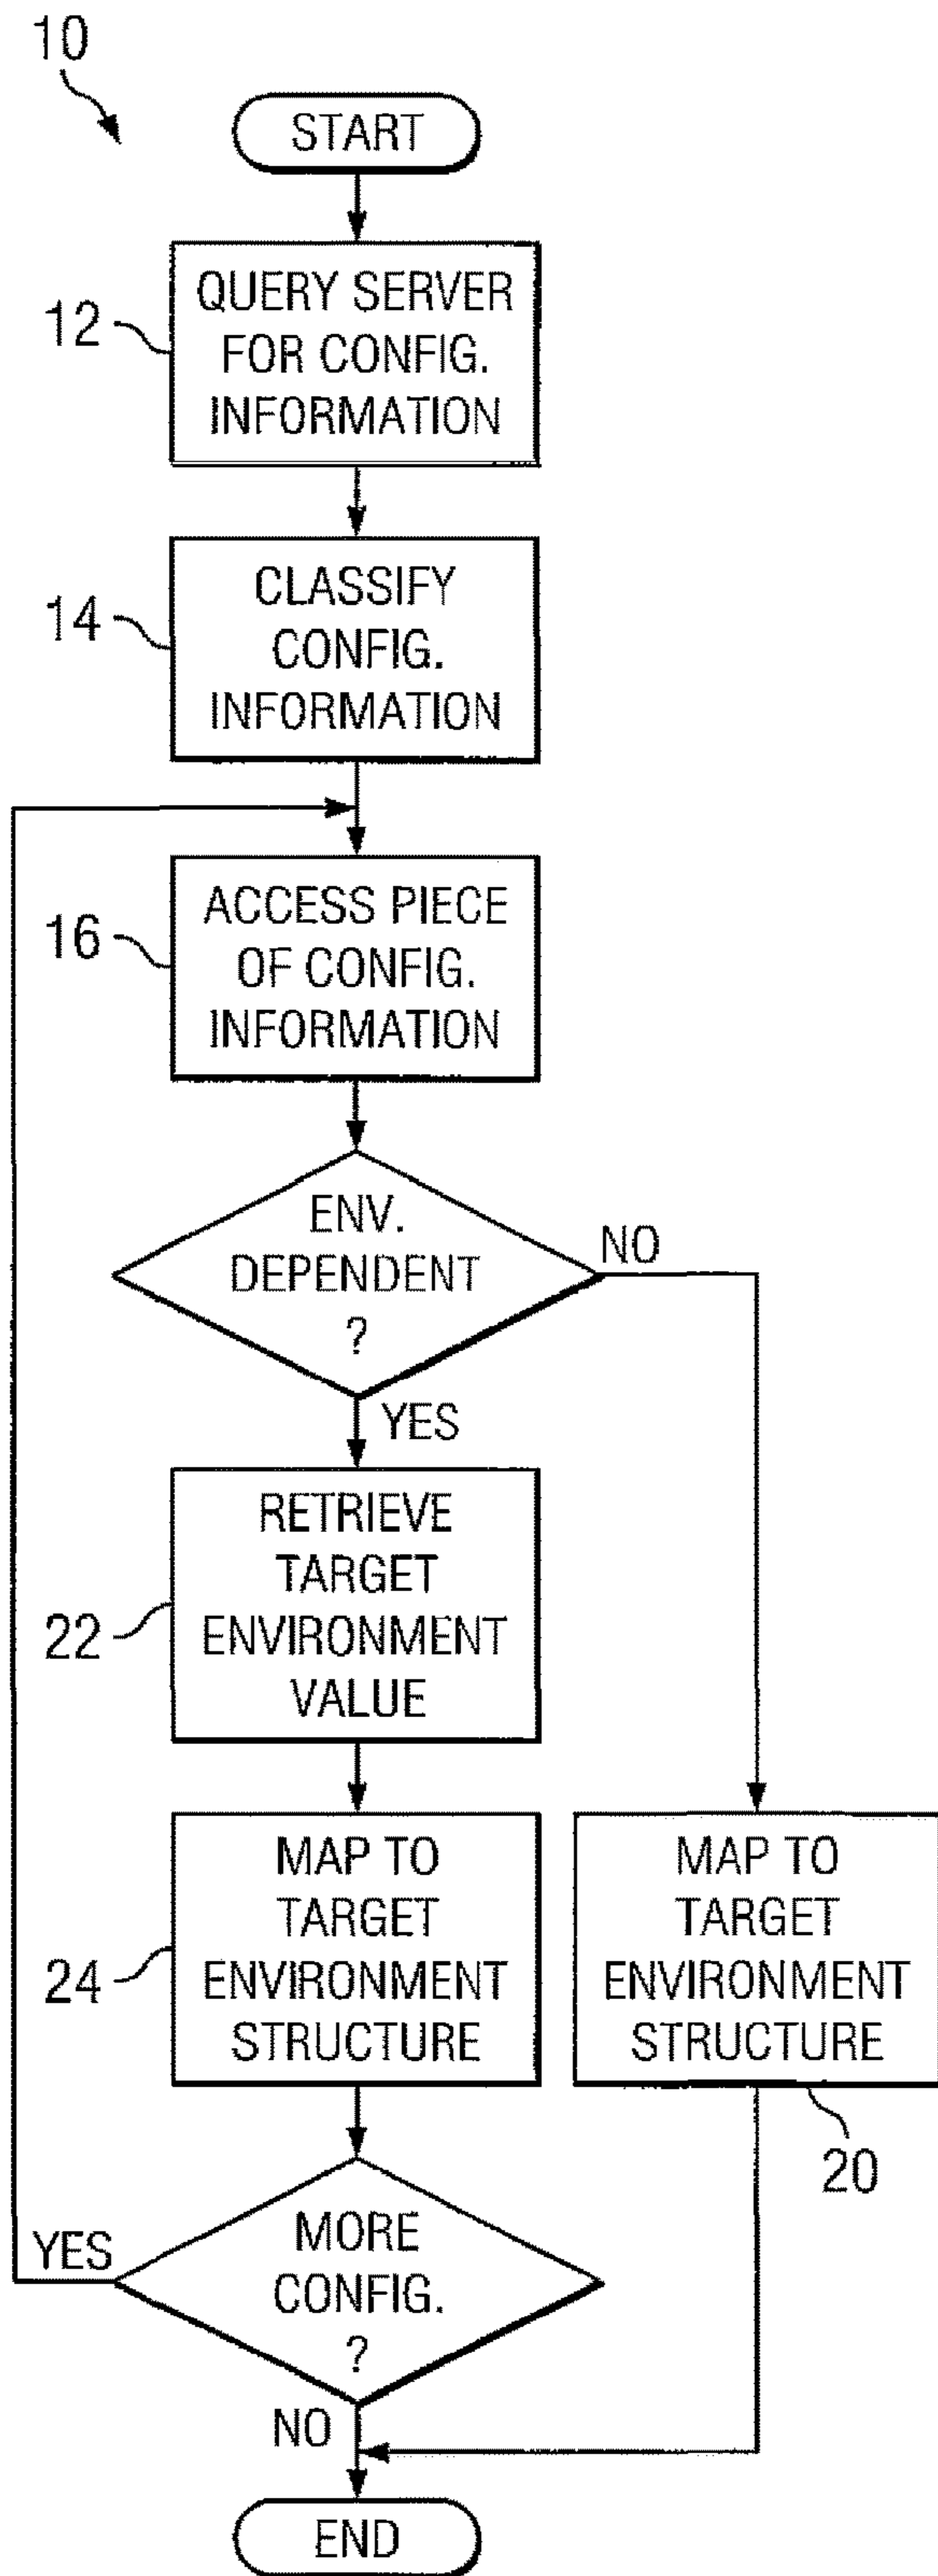 10
START
12
QUERY SERVER
FOR CONFIG.
INFORMATION
14
CLASSIFY
CONFIG.
INFORMATION
16
ACCESS PIECE
OF CONFIG.
INFORMATION
ENV.
DEPENDENT
?
NO
YES
22
RETRIEVE
TARGET
ENVIRONMENT
VALUE
24
MAP TO
TARGET
ENVIRONMENT
STRUCTURE
MAP TO
TARGET
ENVIRONMENT
STRUCTURE
20
YES
MORE
CONFIG.
?
NO
END